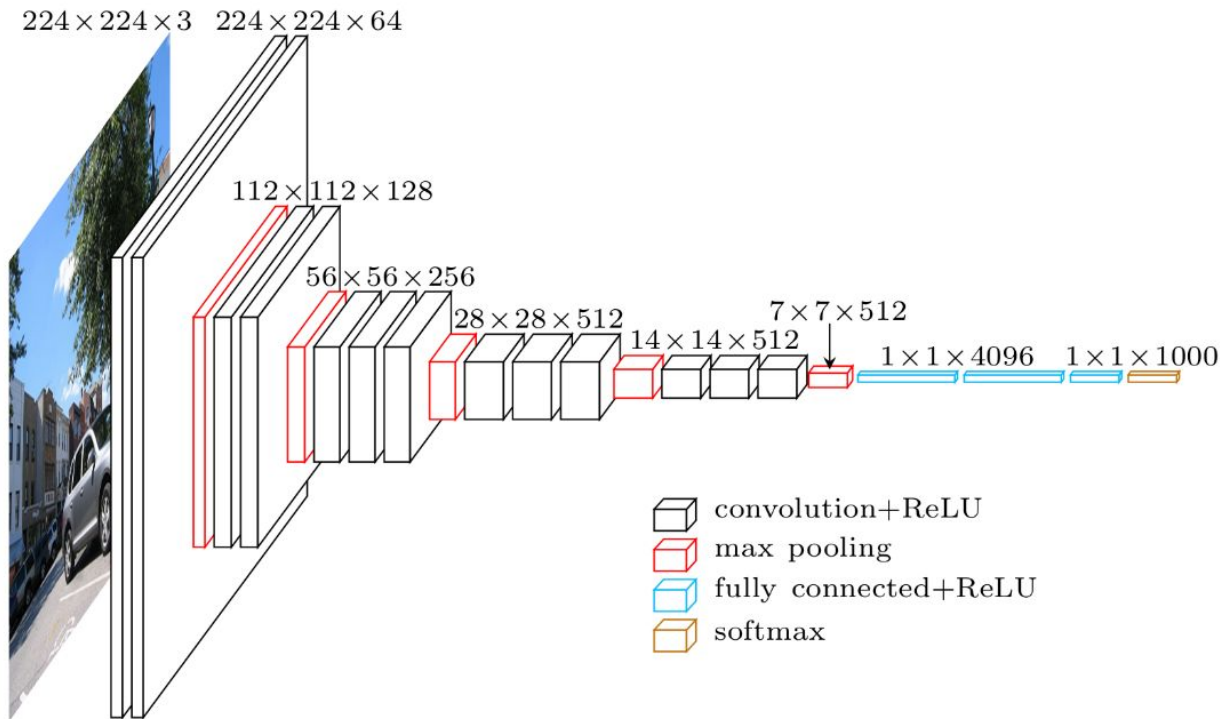 224×224×3
224×224×64
112×112×128
56×56×256
28×28×512
14×14×512
7×7×512
1×1×4096
1×1×1000
convolution+ReLU
max pooling
fully connected+ReLU
softmax